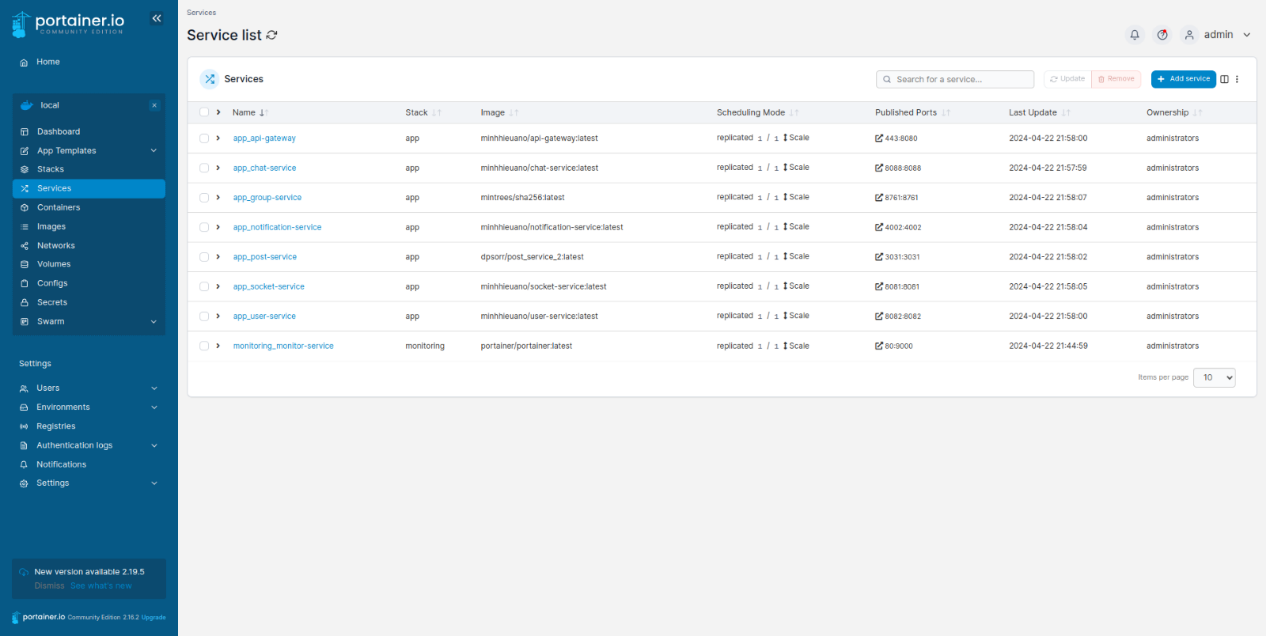 portainer.io
COMMUNITY EDITION
Home
local
Dashboard
App Templates
Stacks
Services
Containers
Images
Networks
Volumes
Configs
Secrets
Swarm
Settings
Users
Environments
Registries
Authentication logs
Notifications
Settings
New version available 2.19.5
Dismiss See what's new
portainer.io Community Edition 2.16.2 Upgrade
Services
Service list
admin
Services
Search for a service...
Update
Remove
+ Add service
Name Stack Image Scheduling Mode Published Ports Last Update Ownership
app_api-gateway app minhhieuano/api-gateway:latest replicated 1 / 1 Scale 443:8080 2024-04-22 21:58:00 administrators
app_chat-service app minhhieuano/chat-service:latest replicated 1 / 1 Scale 8088:8088 2024-04-22 21:57:59 administrators
app_group-service app mintrees/sha256:latest replicated 1 / 1 Scale 8761:8761 2024-04-22 21:58:07 administrators
app_notification-service app minhhieuano/notification-service:latest replicated 1 / 1 Scale 4002:4002 2024-04-22 21:58:04 administrators
app_post-service app dpsorr/post_service_2:latest replicated 1 / 1 Scale 3031:3031 2024-04-22 21:58:02 administrators
app_socket-service app minhhieuano/socket-service:latest replicated 1 / 1 Scale 8081:8081 2024-04-22 21:58:05 administrators
app_user-service app minhhieuano/user-service:latest replicated 1 / 1 Scale 8082:8082 2024-04-22 21:58:00 administrators
monitoring_monitor-service monitoring portainer/portainer:latest replicated 1 / 1 Scale 80:9000 2024-04-22 21:44:59 administrators
Items per page 10